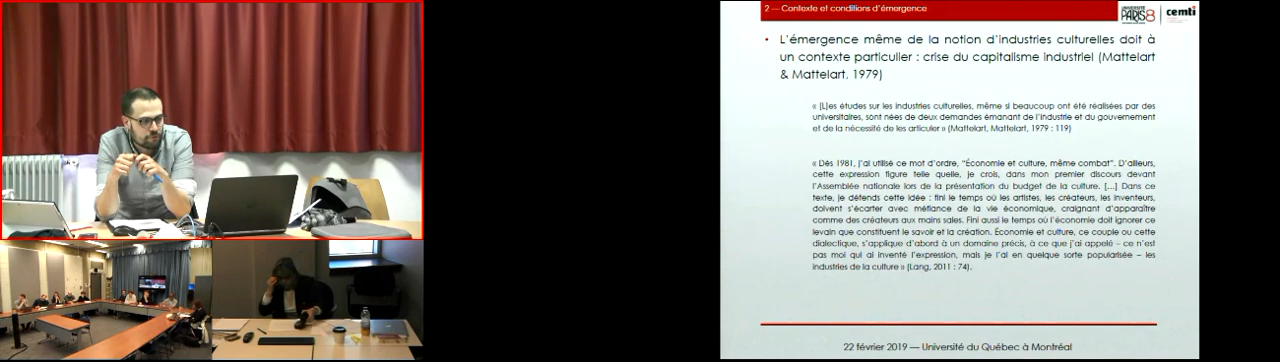 2 — Contexte et conditions d'émergence
UNIVERSITÉ
PARIS8
cemti
• L'émergence même de la notion d'industries culturelles doit à
un contexte particulier : crise du capitalisme industriel (Mattelart
& Mattelart, 1979)
« [L]es études sur les industries culturelles, même si beaucoup ont été réalisées par des
universitaires, sont nées de deux demandes émanant de l'industrie et du gouvernement
et de la nécessité de les articuler » (Mattelart, Mattelart, 1979 : 119)
« Dès 1981, j'ai utilisé ce mot d'ordre, "Économie et culture, même combat". D'ailleurs,
cette expression figure telle quelle, je crois, dans mon premier discours devant
l'Assemblée nationale lors de la présentation du budget de la culture. [...] Dans ce
texte, je défends cette idée : fini le temps où les artistes, les créateurs, les inventeurs,
doivent s'écarter avec méfiance de la vie économique, craignant d'apparaître
comme des créateurs aux mains sales. Fini aussi le temps où l'économie doit ignorer ce
levain que constituent le savoir et la création. Économie et culture, ce couple ou cette
dialectique, s'applique d'abord à un domaine précis, à ce que j'ai appelé – ce n'est
pas moi qui ai inventé l'expression, mais je l'ai en quelque sorte popularisée – les
industries de la culture » (Lang, 2011 : 74).
22 février 2019 — Université du Québec à Montréal